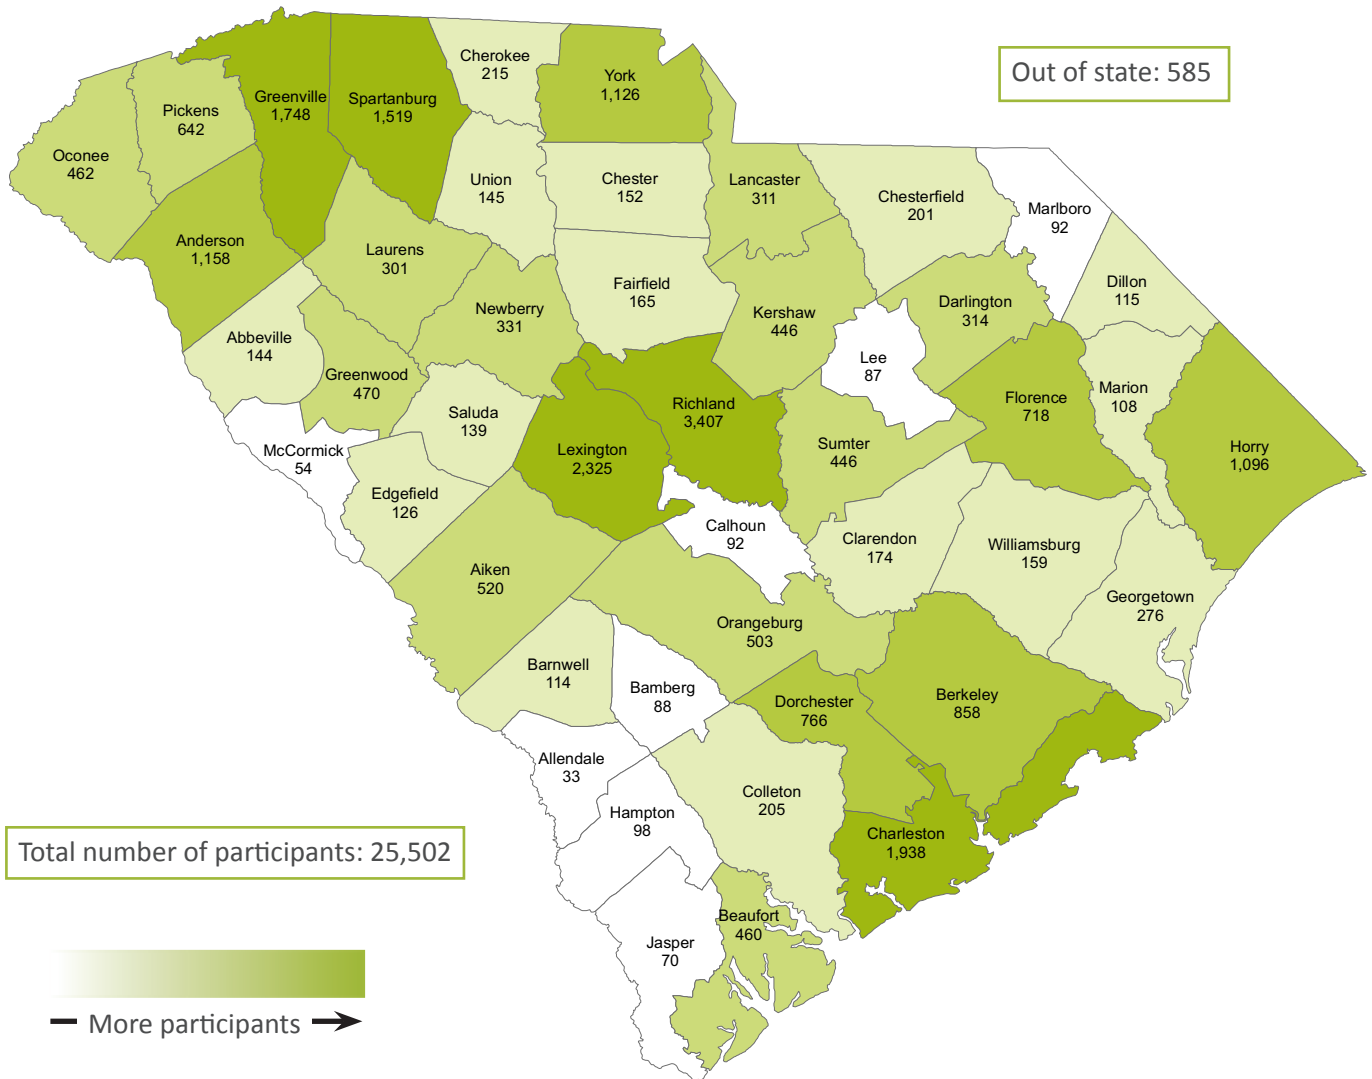 Cherokee
215
York
1,126
Out of state: 585
Greenville
1,748
Spartanburg
1,519
Pickens
642
Oconee
462
Union
145
Chester
152
Lancaster
311
Chesterfield
201
Marlboro
92
Anderson
1,158
Laurens
301
Fairfield
165
Dillon
115
Newberry
331
Kershaw
446
Darlington
314
Abbeville
144
Lee
87
Greenwood
470
Marion
108
Florence
718
Richland
3,407
Saluda
139
McCormick
54
Lexington
2,325
Sumter
446
Horry
1,096
Edgefield
126
Calhoun
92
Clarendon
174
Williamsburg
159
Aiken
520
Georgetown
276
Orangeburg
503
Barnwell
114
Bamberg
88
Dorchester
766
Berkeley
858
Allendale
33
Colleton
205
Hampton
98
Charleston
1,938
Total number of participants: 25,502
Beaufort
460
Jasper
70
More participants